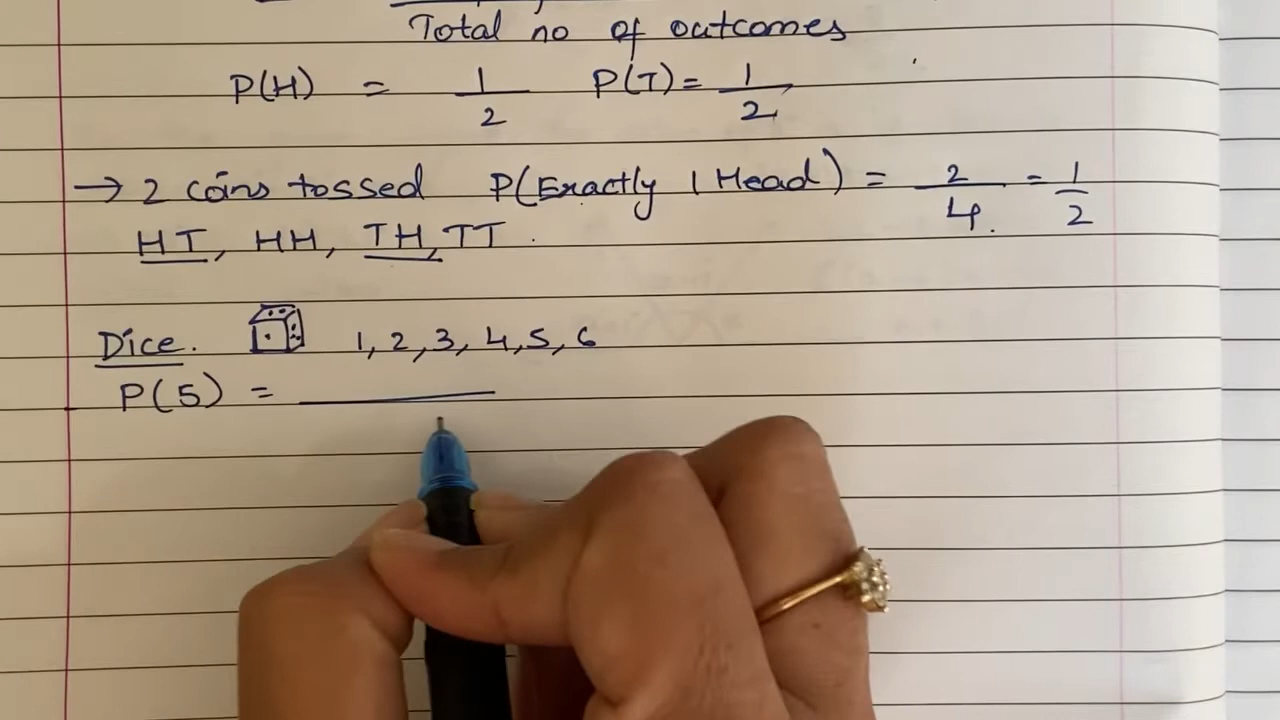 Total no of outcomes
P(H) = 1/2 P(T) = 1/2
→ 2 coins tossed P(Exactly 1 Head) = 2/4 = 1/2
HT, HH, TH, TT.
Dice. 1, 2, 3, 4, 5, 6
P(5) =